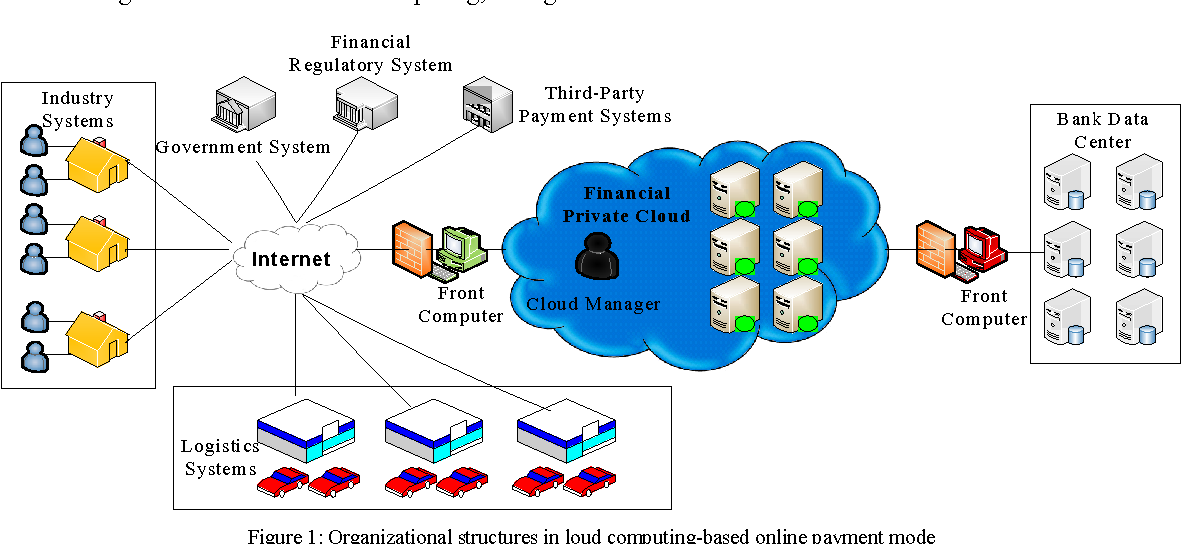 Financial
Regulatory System
Industry
Systems
Government System
Third-Party
Payment Systems
Bank Data
Center
Financial
Private Cloud
Internet
Cloud Manager
Front
Computer
Front
Computer
Logistics
Systems
Figure 1: Organizational structures in loud computing-based online payment mode